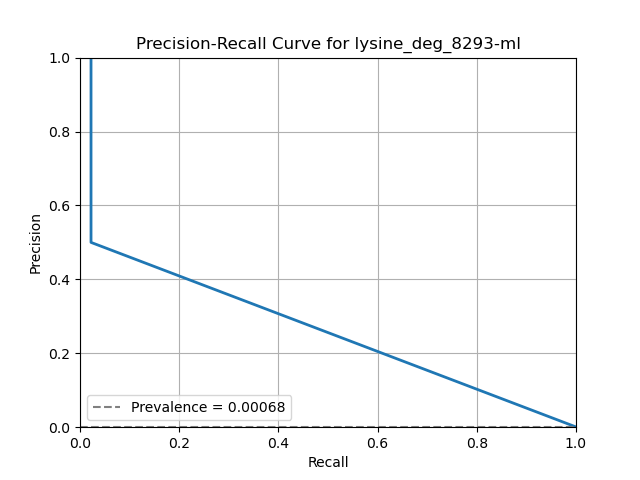 Precision-Recall Curve for lysine_deg_8293-ml
1.0
0.8
0.6
0.4
0.2
0.0
Precision
Prevalence = 0.00068
0.0 0.2 0.4 0.6 0.8 1.0
Recall